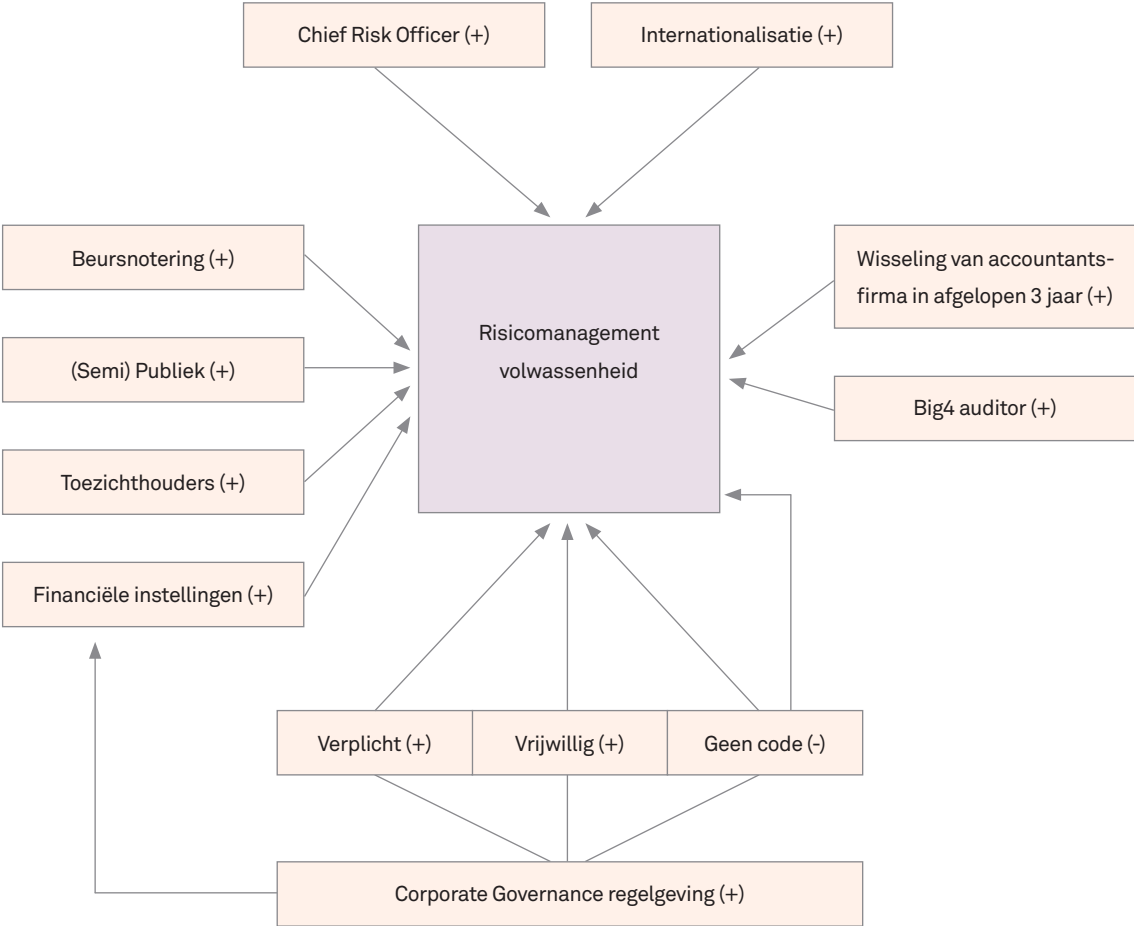 Chief Risk Officer (+)
Internationalisatie (+)
Beursnotering (+)
(Semi) Publiek (+)
Toezichthouders (+)
Financiële instellingen (+)
Risicomanagement
volwassenheid
Wisseling van accountants-
firma in afgelopen 3 jaar (+)
Big4 auditor (+)
Verplicht (+)
Vrijwillig (+)
Geen code (-)
Corporate Governance regelgeving (+)